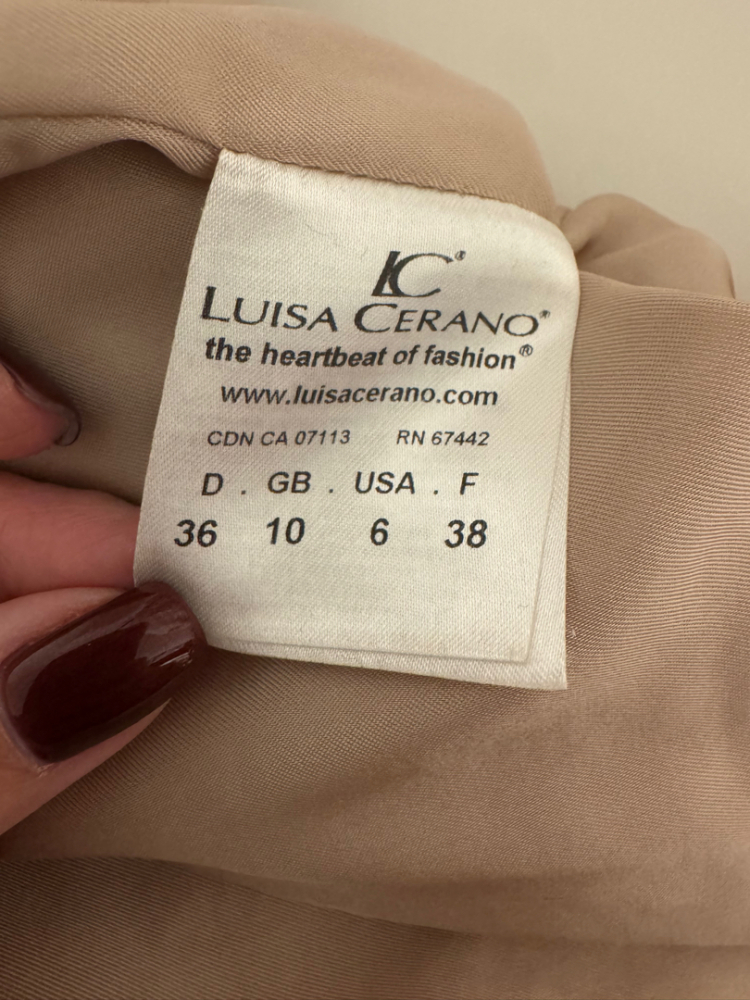 LC®
LUISA CERANO®
the heartbeat of fashion®
www.luisacerano.com
CDN CA 07113 RN 67442
D . GB . USA . F
36 10 6 38